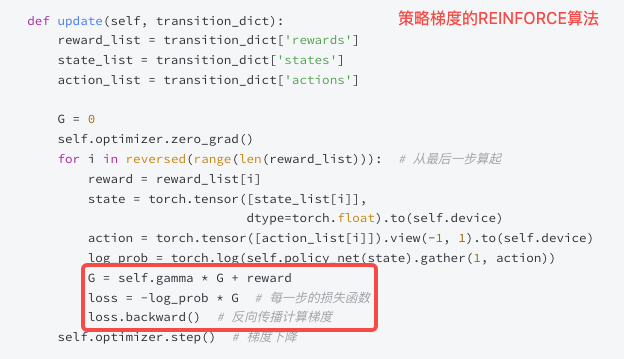 策略梯度的REINFORCE算法
def update(self, transition_dict):
    reward_list = transition_dict['rewards']
    state_list = transition_dict['states']
    action_list = transition_dict['actions']

    G = 0
    self.optimizer.zero_grad()
    for i in reversed(range(len(reward_list))):  # 从最后一步算起
        reward = reward_list[i]
        state = torch.tensor([state_list[i]],
                             dtype=torch.float).to(self.device)
        action = torch.tensor([action_list[i]]).view(-1, 1).to(self.device)
        log_prob = torch.log(self.policy_net(state).gather(1, action))
        G = self.gamma * G + reward
        loss = -log_prob * G  # 每一步的损失函数
        loss.backward()  # 反向传播计算梯度
    self.optimizer.step()  # 梯度下降